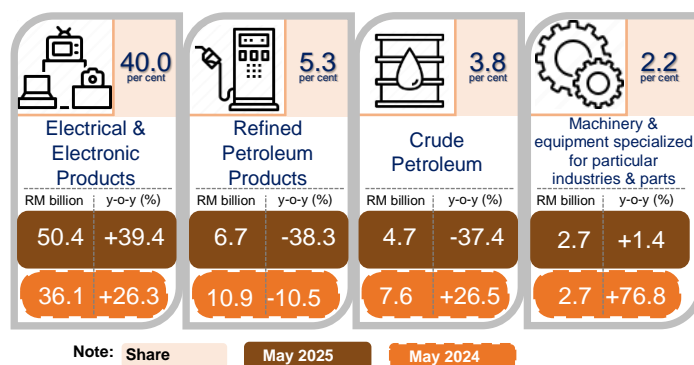 40.0
per cent
Electrical &
Electronic
Products
RM billion y-o-y (%)
50.4 +39.4
36.1 +26.3
5.3
per cent
Refined
Petroleum
Products
RM billion y-o-y (%)
6.7 -38.3
10.9 -10.5
3.8
per cent
Crude
Petroleum
RM billion y-o-y (%)
4.7 -37.4
7.6 +26.5
2.2
per cent
Machinery &
equipment specialized
for particular
industries & parts
RM billion y-o-y (%)
2.7 +1.4
2.7 +76.8
Note: Share May 2025 May 2024